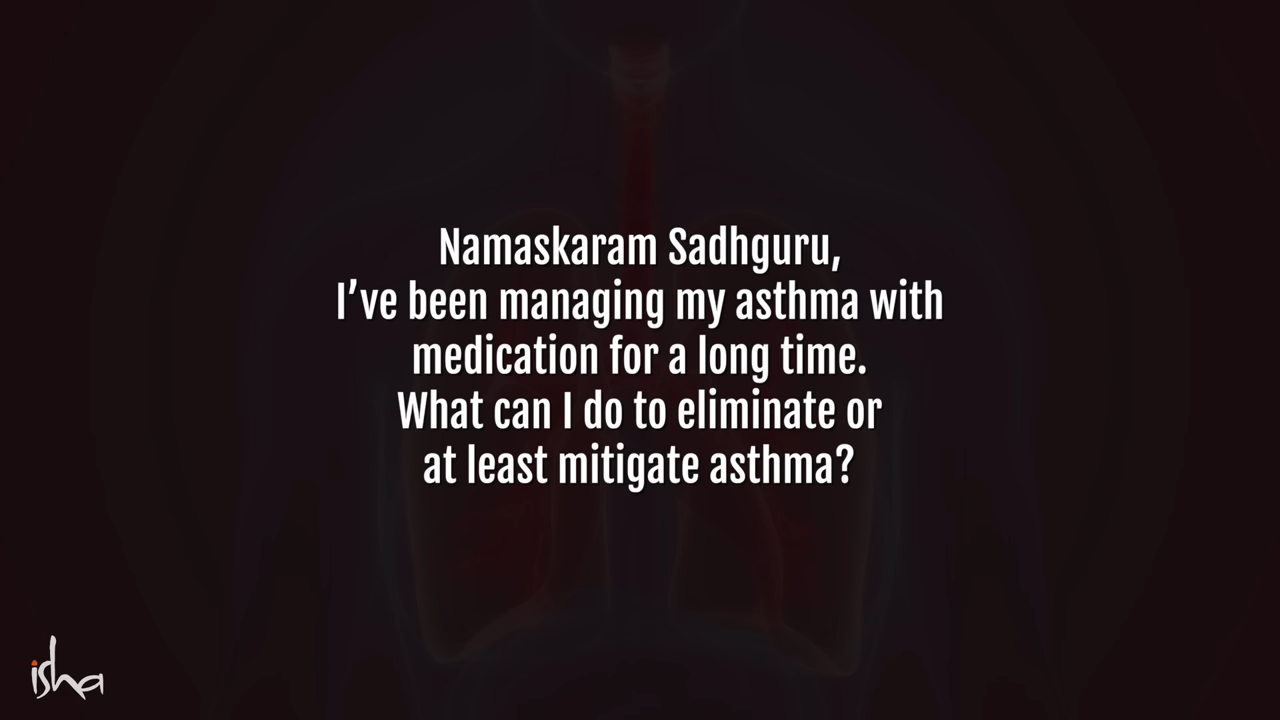 Namaskaram Sadhguru,
I’ve been managing my asthma with
medication for a long time.
What can I do to eliminate or
at least mitigate asthma?
isha